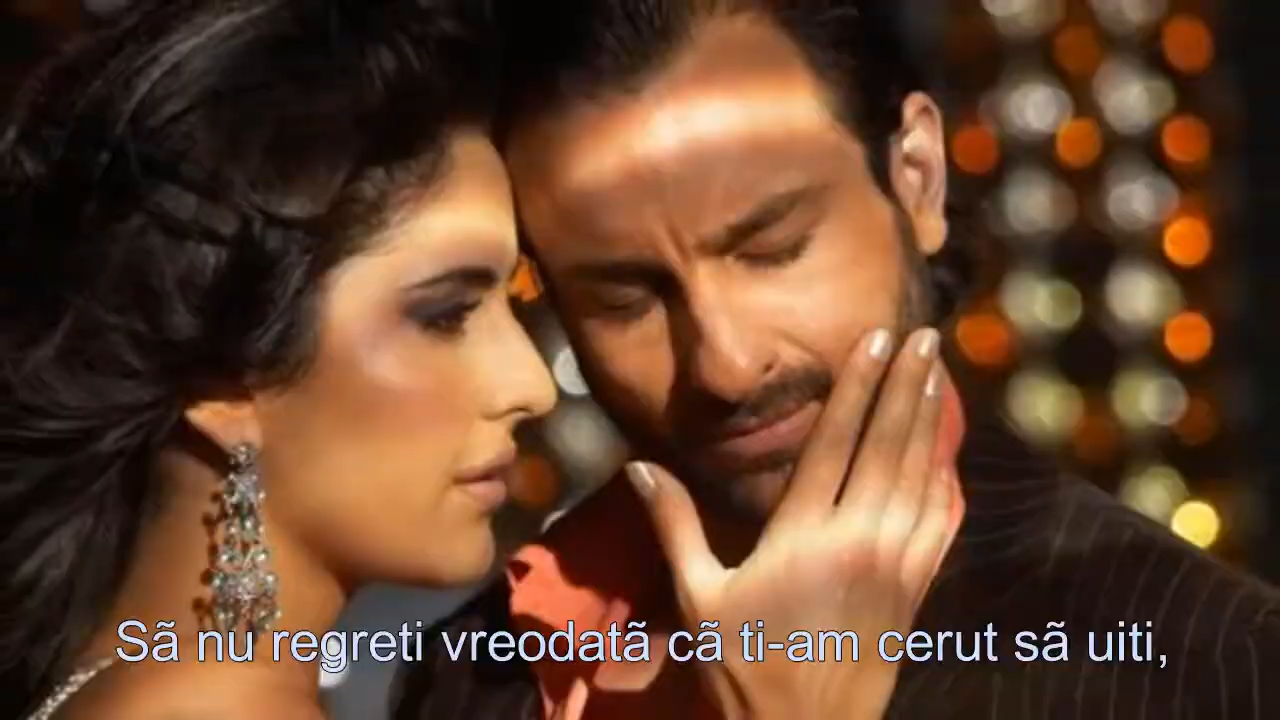 Sã nu regreti vreodatã cã ti-am cerut sã uiti,